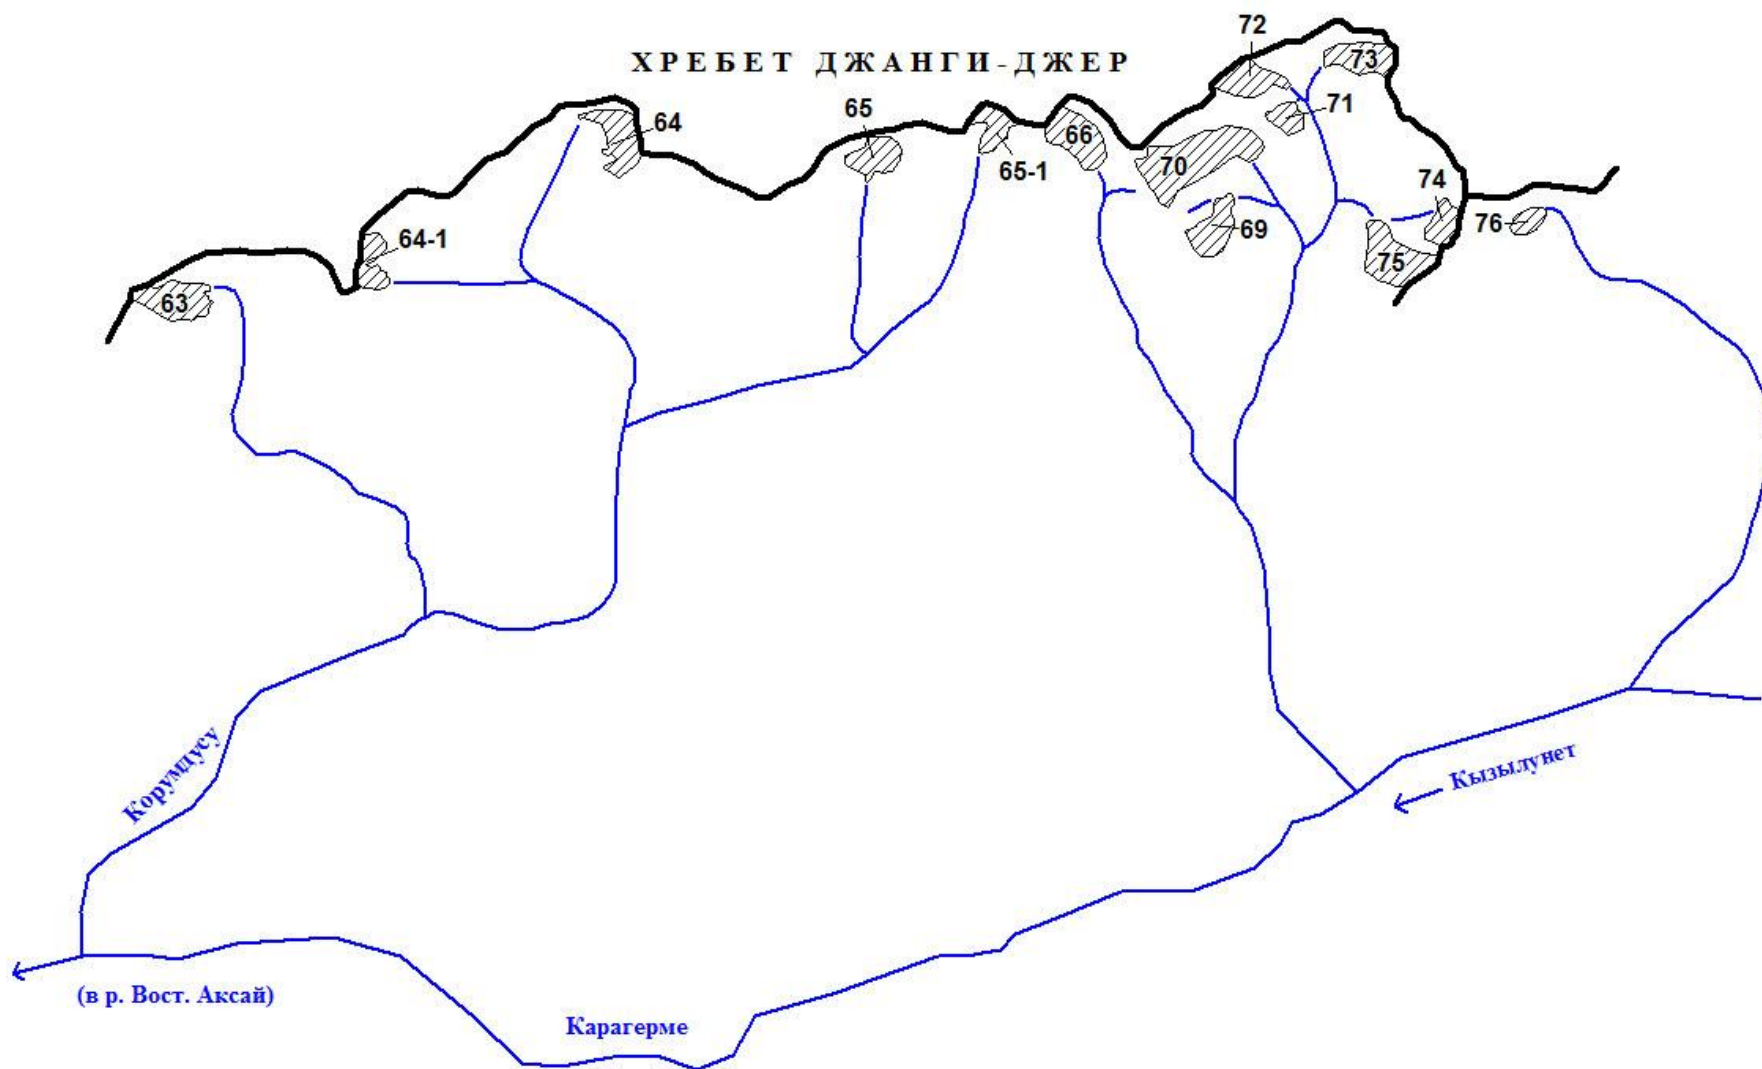 72
ХРЕБЕТ ДЖАНГИ-ДЖЕР
73
64
65
71
66
65-1
70
74
76
64-1
69
75
63
Корумдусу
Кызылунет
(в р. Вост. Аксай)
Карагерме